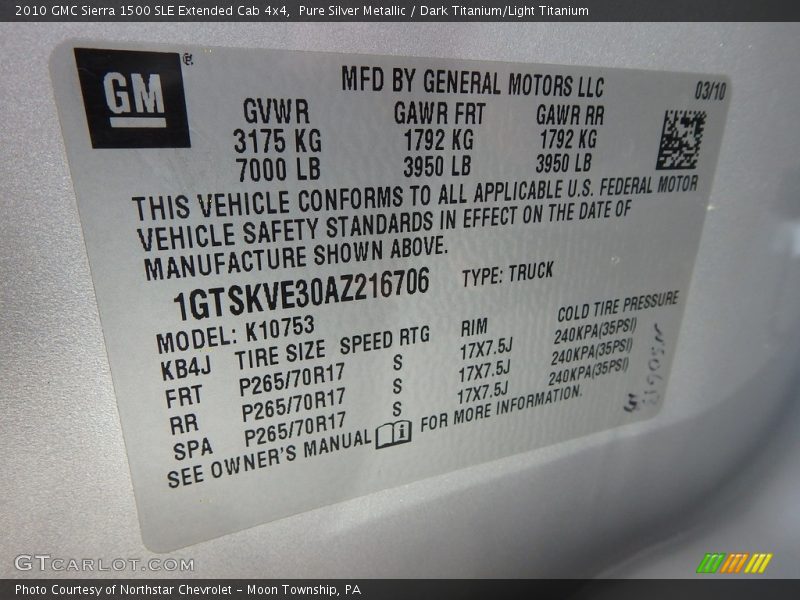 2010 GMC Sierra 1500 SLE Extended Cab 4x4, Pure Silver Metallic / Dark Titanium/Light Titanium
GM
MFD BY GENERAL MOTORS LLC
03/10
GVWR GAWR FRT GAWR RR
3175 KG 1792 KG 1792 KG
7000 LB 3950 LB 3950 LB
THIS VEHICLE CONFORMS TO ALL APPLICABLE U.S. FEDERAL MOTOR
VEHICLE SAFETY STANDARDS IN EFFECT ON THE DATE OF
MANUFACTURE SHOWN ABOVE.
1GTSKVE30AZ216706 TYPE: TRUCK
MODEL: K10753
KB4J TIRE SIZE SPEED RTG RIM COLD TIRE PRESSURE
FRT P265/70R17 S 17X7.5J 240KPA(35PSI)
RR P265/70R17 S 17X7.5J 240KPA(35PSI)
SPA P265/70R17 S 17X7.5J 240KPA(35PSI)
SEE OWNER'S MANUAL FOR MORE INFORMATION.
GTCARLOT.COM
Photo Courtesy of Northstar Chevrolet - Moon Township, PA